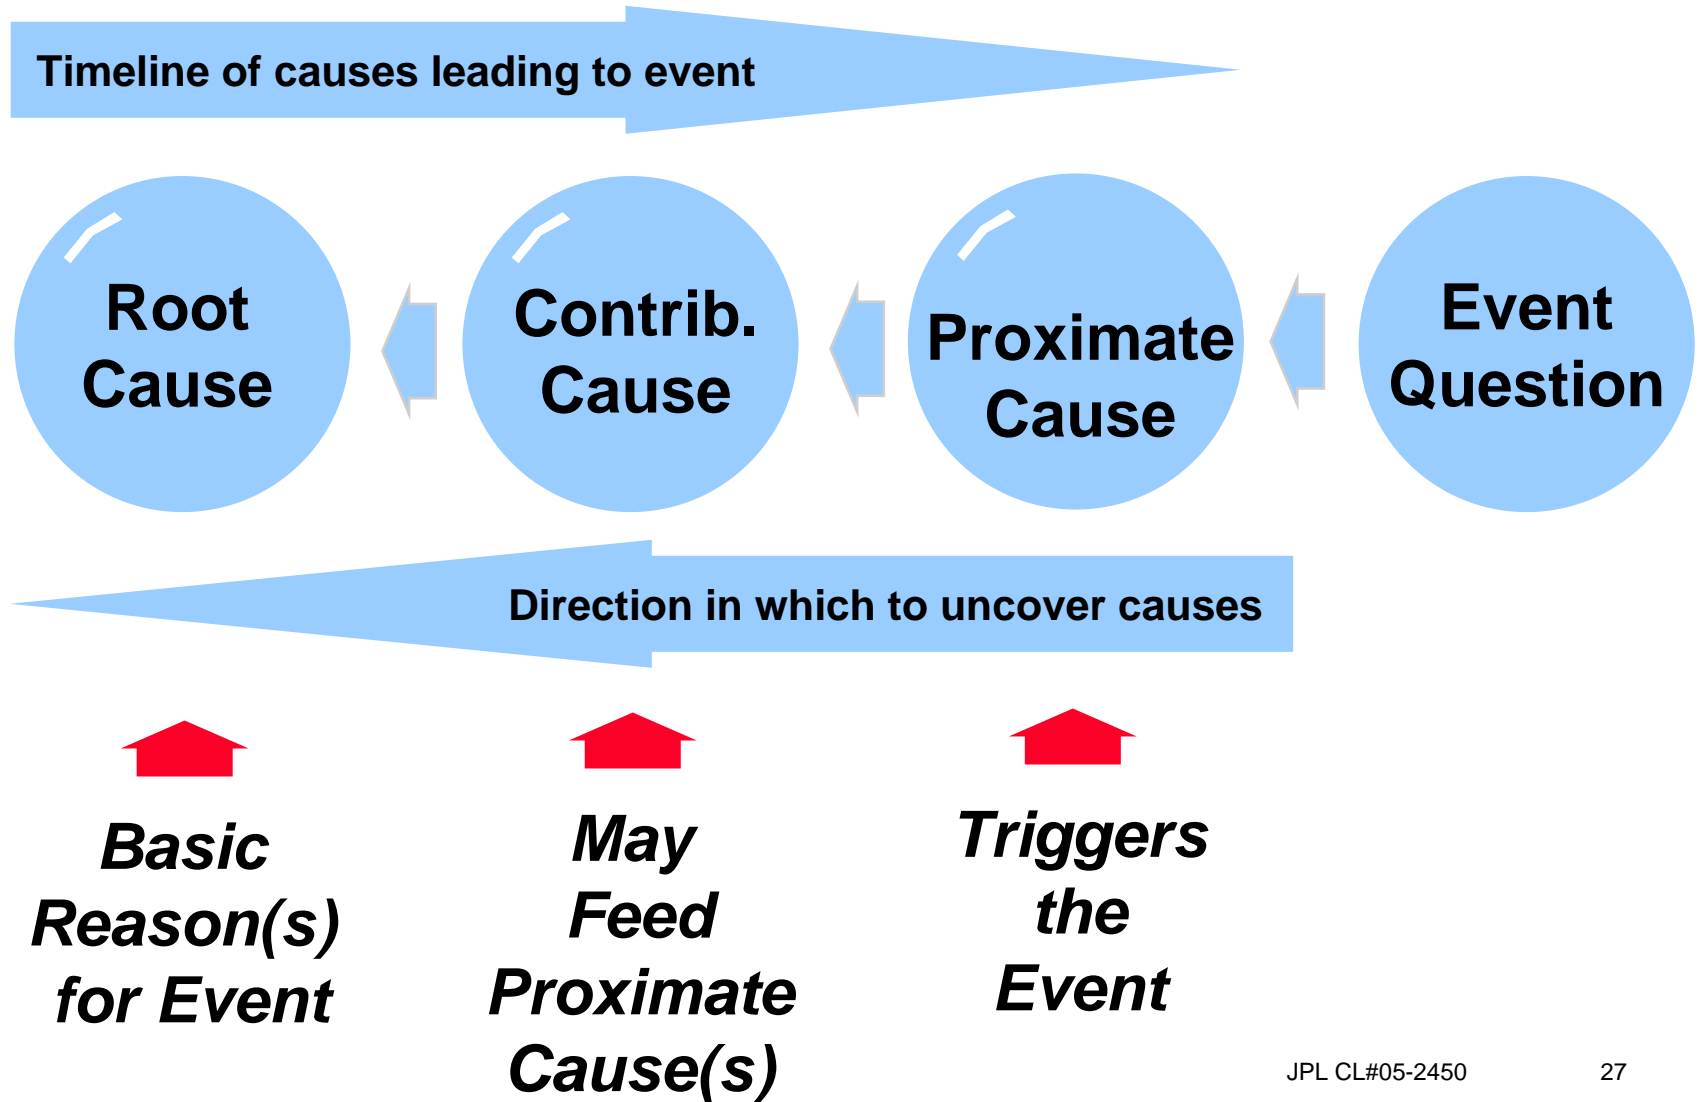 Timeline of causes leading to event
Root
Cause
Contrib.
Cause
Proximate
Cause
Event
Question
Direction in which to uncover causes
Basic
Reason(s)
for Event
May
Feed
Proximate
Cause(s)
Triggers
the
Event
JPL CL#05-2450
27